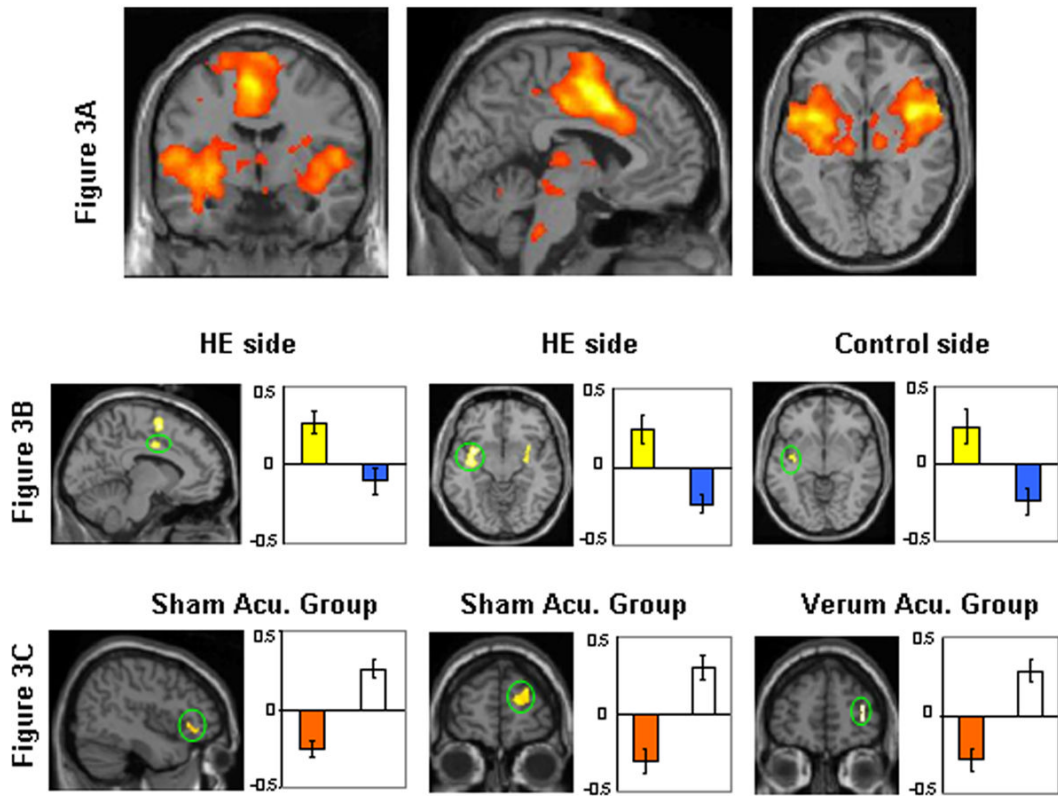 Figure 3A
HE side HE side Control side
Figure 3B
0.5 0.5 0.5
0 0 0
-0.5 -0.5 -0.5
Sham Acu. Group Sham Acu. Group Verum Acu. Group
Figure 3C
0.5 0.5 0.5
0 0 0
-0.5 -0.5 -0.5